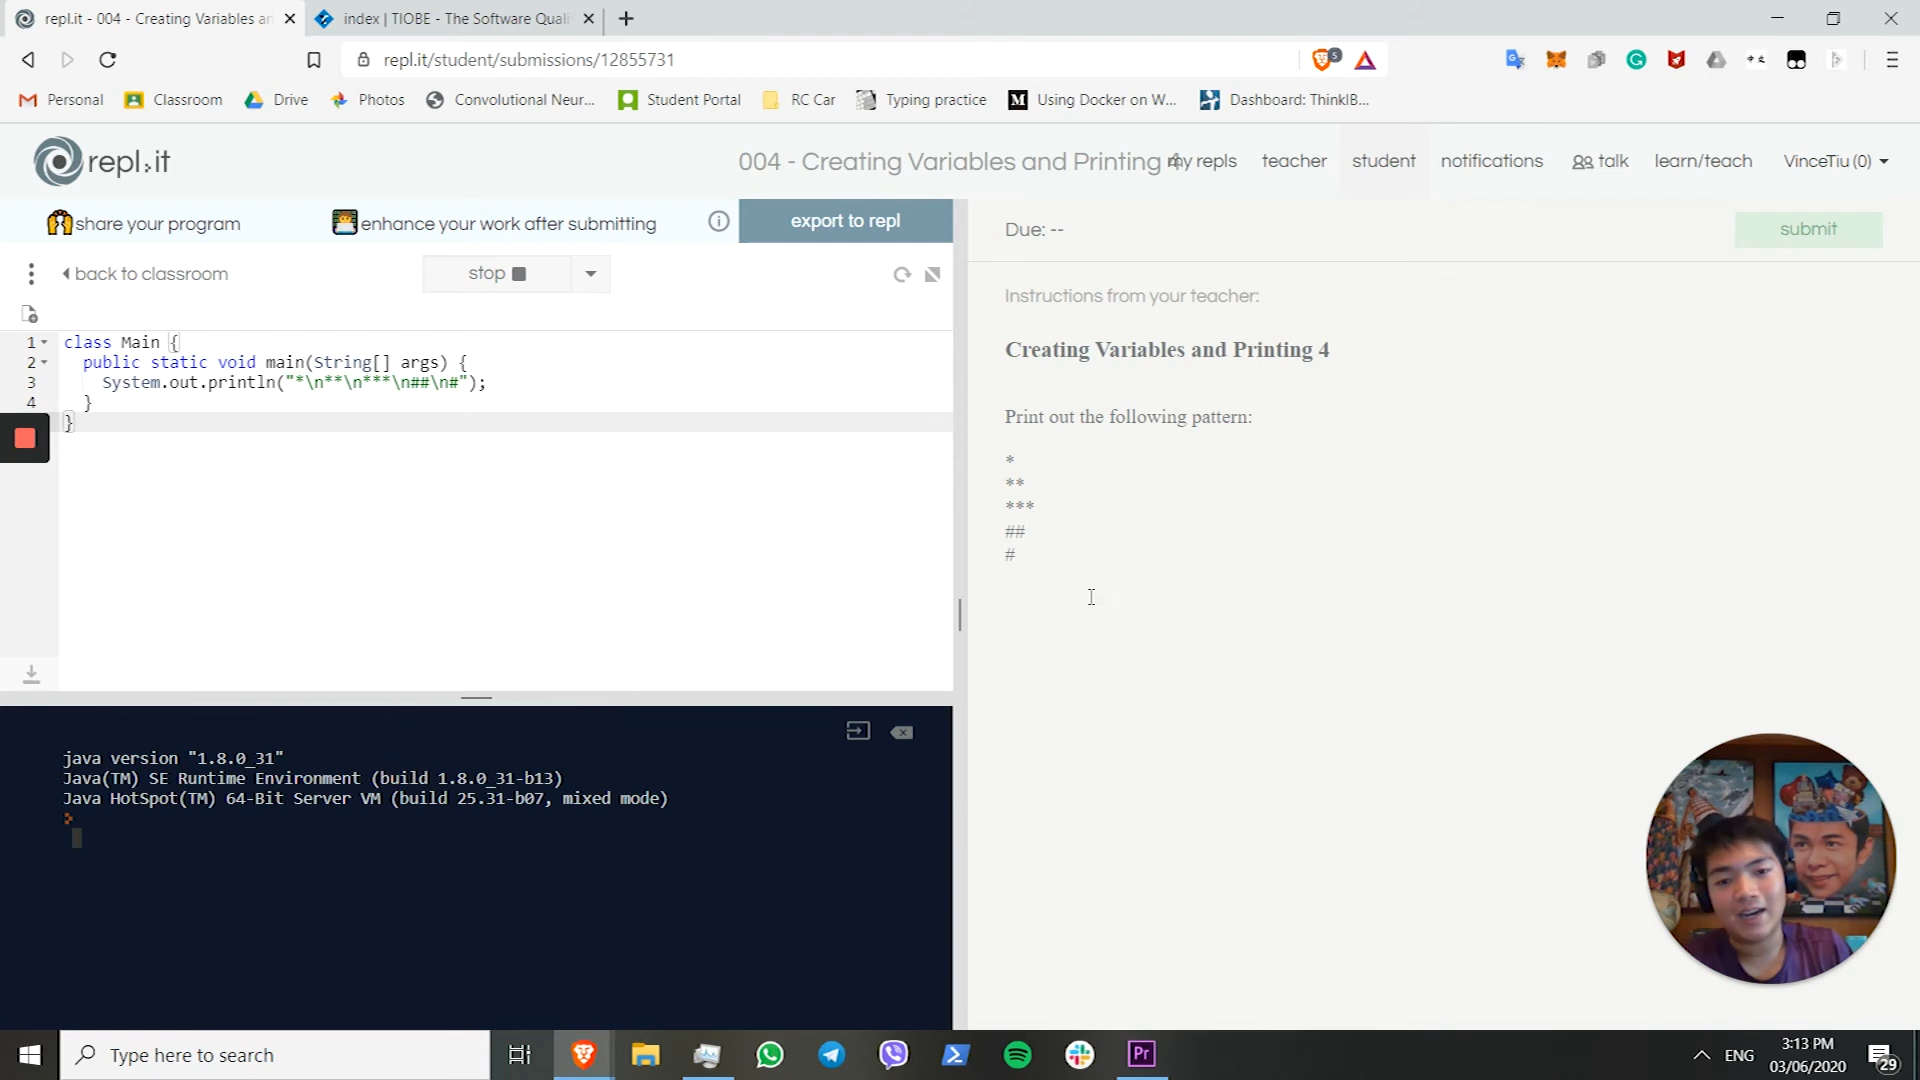 repl.it - 004 - Creating Variables an
index | TIOBE - The Software Quali
repl.it/student/submissions/12855731
5
Personal
Classroom
Drive
Photos
Convolutional Neur...
Student Portal
RC Car
Typing practice
M
Using Docker on W...
Dashboard: ThinkIB...
repl.it
004 - Creating Variables and Printing 4
my repls
teacher
student
notifications
talk
learn/teach
VinceTiu (0)
share your program
enhance your work after submitting
export to repl
back to classroom
stop
Due: --
submit
Instructions from your teacher:
Creating Variables and Printing 4
Print out the following pattern:
*
**
***
##
#
1 class Main {
2 public static void main(String[] args) {
3 System.out.println("*\n**\n***\n##\n#");
4 }
}
java version "1.8.0_31"
Java(TM) SE Runtime Environment (build 1.8.0_31-b13)
Java HotSpot(TM) 64-Bit Server VM (build 25.31-b07, mixed mode)
Type here to search
Pr
ENG
3:13 PM
03/06/2020
29